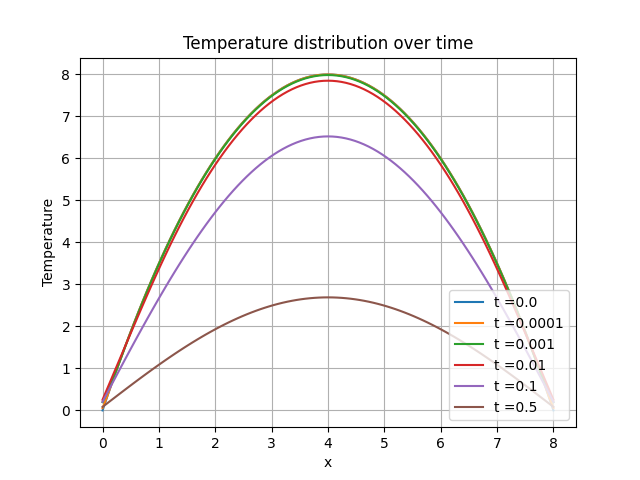 Temperature distribution over time
Temperature
8
7
6
5
4
3
2
1
0
0 1 2 3 4 5 6 7 8
x
t =0.0
t =0.0001
t =0.001
t =0.01
t =0.1
t =0.5